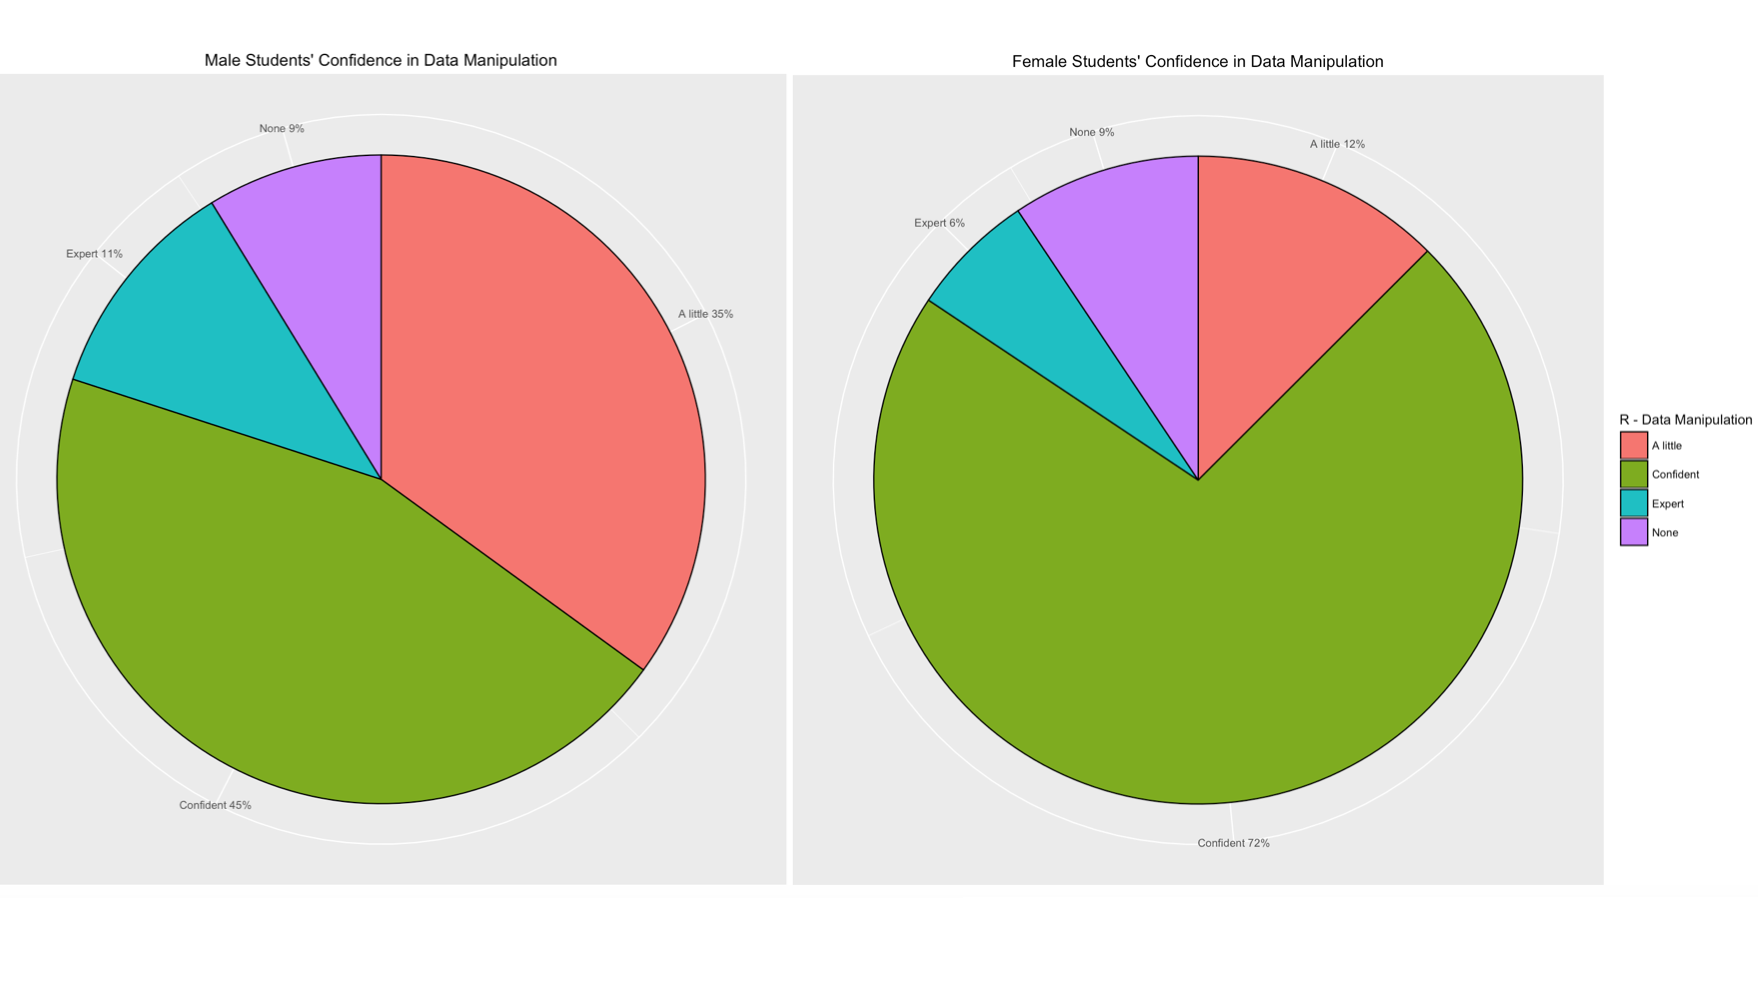 Male Students' Confidence in Data Manipulation
None 9%
Expert 11%
A little 35%
Confident 45%
Female Students' Confidence in Data Manipulation
None 9%
A little 12%
Expert 6%
Confident 72%
R - Data Manipulation
A little
Confident
Expert
None